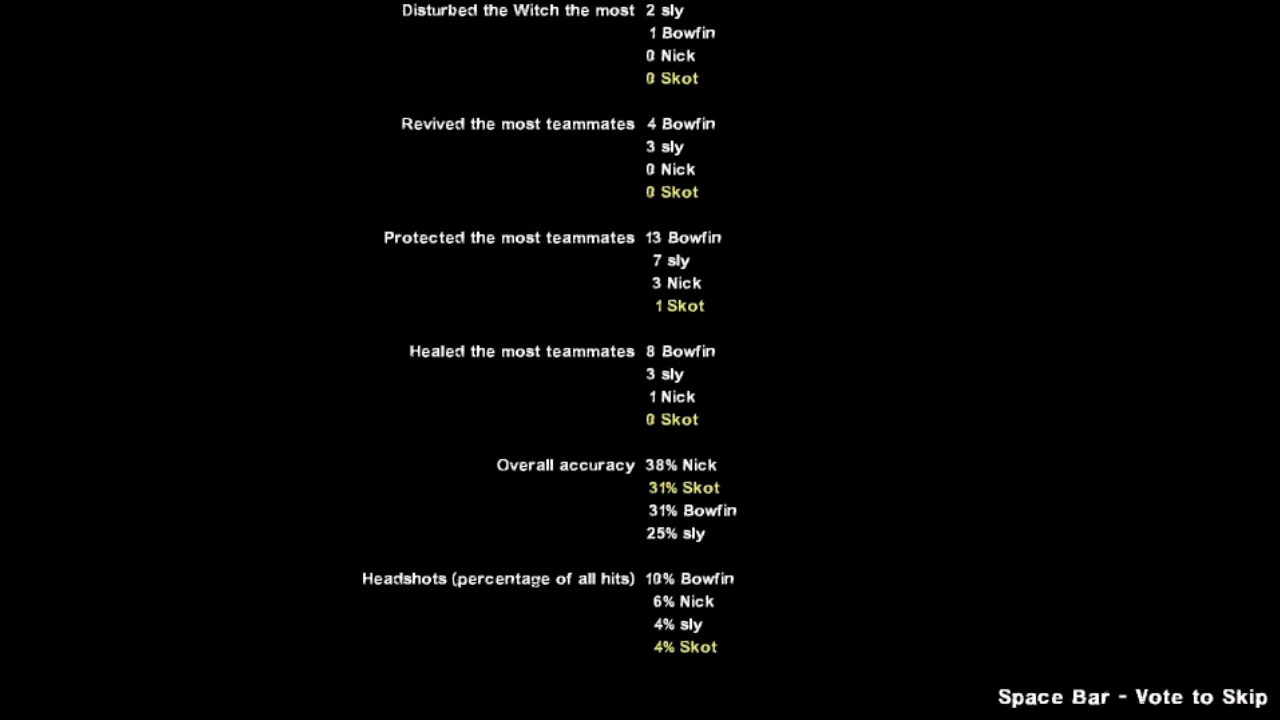 Disturbed the Witch the most 2 sly
1 Bowfin
0 Nick
0 Skot
Revived the most teammates 4 Bowfin
3 sly
0 Nick
0 Skot
Protected the most teammates 13 Bowfin
7 sly
3 Nick
1 Skot
Healed the most teammates 8 Bowfin
3 sly
1 Nick
0 Skot
Overall accuracy 38% Nick
31% Skot
31% Bowfin
25% sly
Headshots (percentage of all hits) 10% Bowfin
6% Nick
4% sly
4% Skot
Space Bar - Vote to Skip